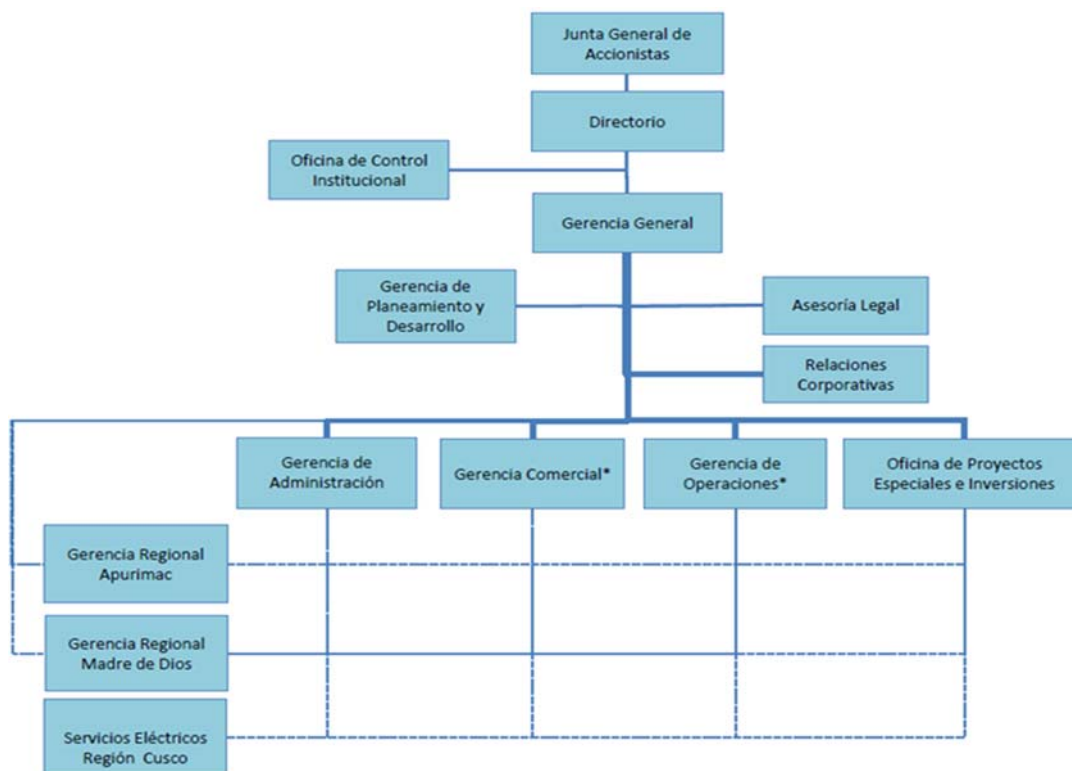 Junta General de
Accionistas
Directorio
Oficina de Control
Institucional
Gerencia General
Gerencia de
Planeamiento y
Desarrollo
Asesoría Legal
Relaciones
Corporativas
Gerencia de
Administración
Gerencia Comercial*
Gerencia de
Operaciones*
Oficina de Proyectos
Especiales e Inversiones
Gerencia Regional
Apurimac
Gerencia Regional
Madre de Dios
Servicios Eléctricos
Región Cusco